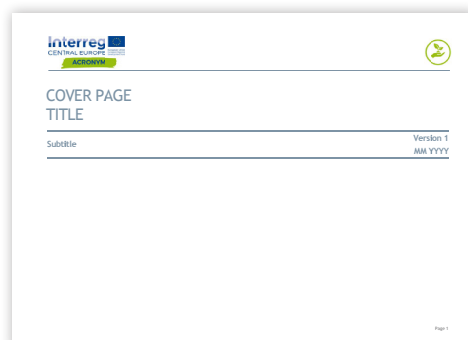 Interreg
CENTRAL EUROPE
ACRONYM
COVER PAGE
TITLE
Subtitle
Version 1
MM YYYY
Page 1